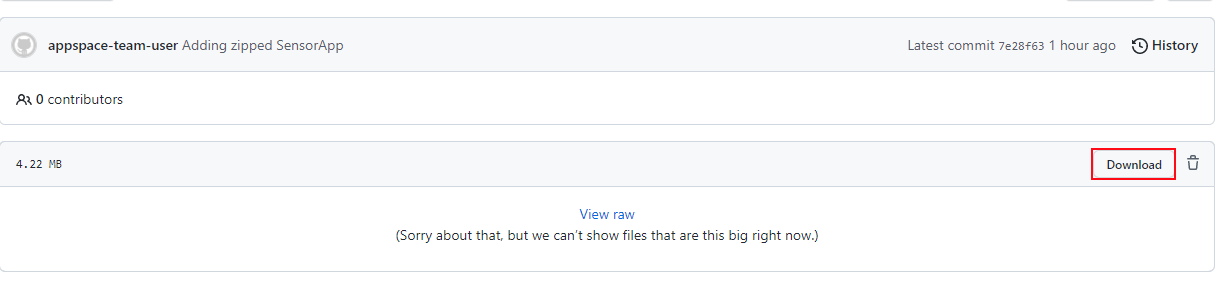 appspace-team-user Adding zipped SensorApp
Latest commit 7e28f63 1 hour ago History
0 contributors
4.22 MB
Download
View raw
(Sorry about that, but we can't show files that are this big right now.)